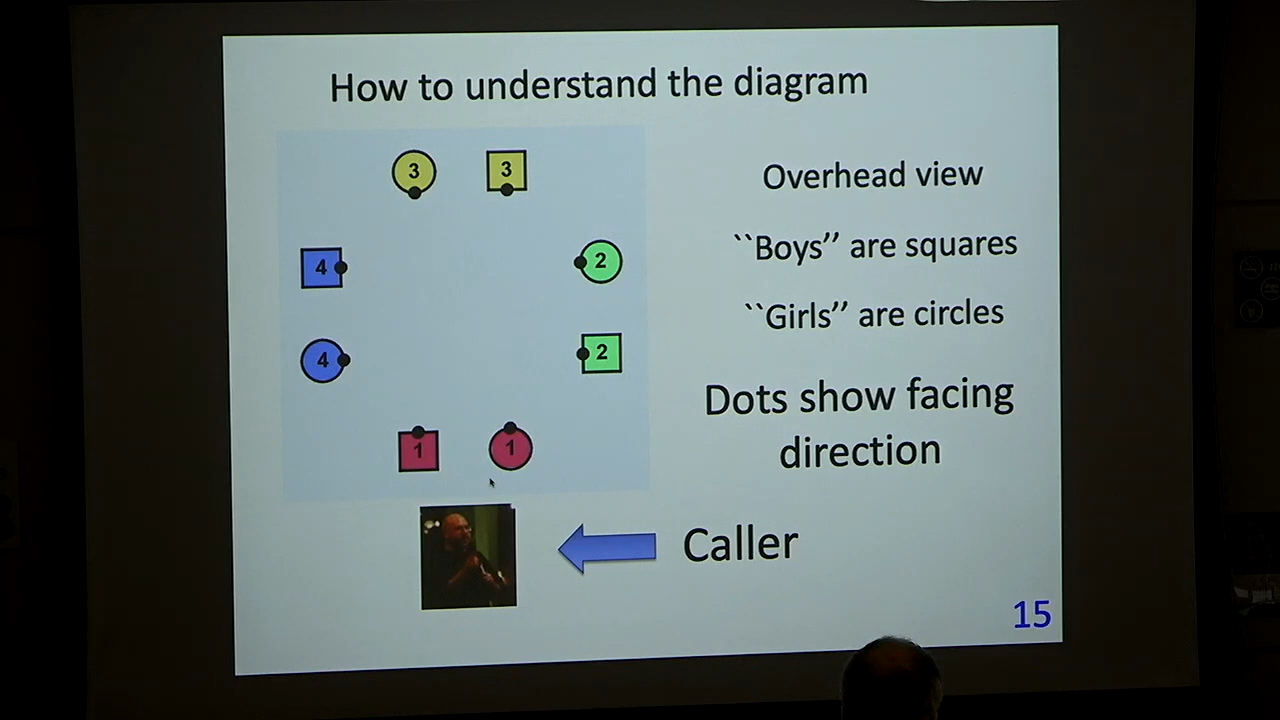 How to understand the diagram
3 3
Overhead view
``Boys’’ are squares
4 2
``Girls’’ are circles
4 2
Dots show facing
direction
1 1
Caller
15